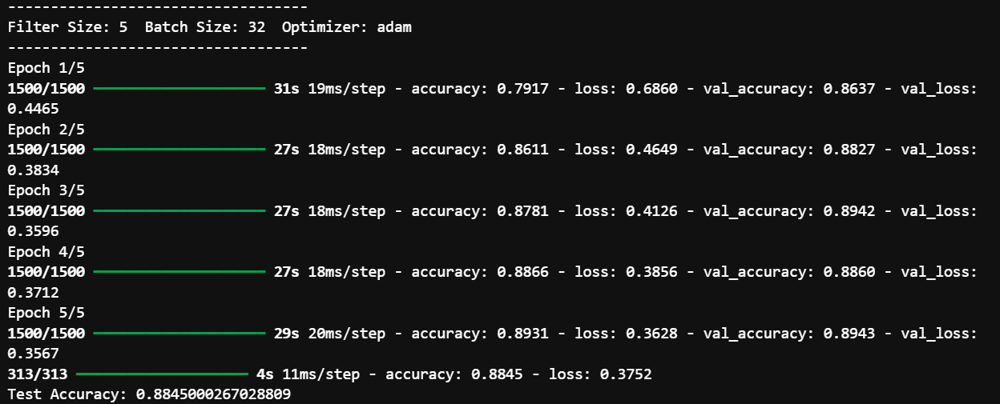 -----------------------------------
Filter Size: 5  Batch Size: 32  Optimizer: adam
-----------------------------------
Epoch 1/5
1500/1500 ━━━━━━━━━━━━━━━━━━━━ 31s 19ms/step - accuracy: 0.7917 - loss: 0.6860 - val_accuracy: 0.8637 - val_loss:
0.4465
Epoch 2/5
1500/1500 ━━━━━━━━━━━━━━━━━━━━ 27s 18ms/step - accuracy: 0.8611 - loss: 0.4649 - val_accuracy: 0.8827 - val_loss:
0.3834
Epoch 3/5
1500/1500 ━━━━━━━━━━━━━━━━━━━━ 27s 18ms/step - accuracy: 0.8781 - loss: 0.4126 - val_accuracy: 0.8942 - val_loss:
0.3596
Epoch 4/5
1500/1500 ━━━━━━━━━━━━━━━━━━━━ 27s 18ms/step - accuracy: 0.8866 - loss: 0.3856 - val_accuracy: 0.8860 - val_loss:
0.3712
Epoch 5/5
1500/1500 ━━━━━━━━━━━━━━━━━━━━ 29s 20ms/step - accuracy: 0.8931 - loss: 0.3628 - val_accuracy: 0.8943 - val_loss:
0.3567
313/313 ━━━━━━━━━━━━━━━━━━━━ 4s 11ms/step - accuracy: 0.8845 - loss: 0.3752
Test Accuracy: 0.8845000267028809